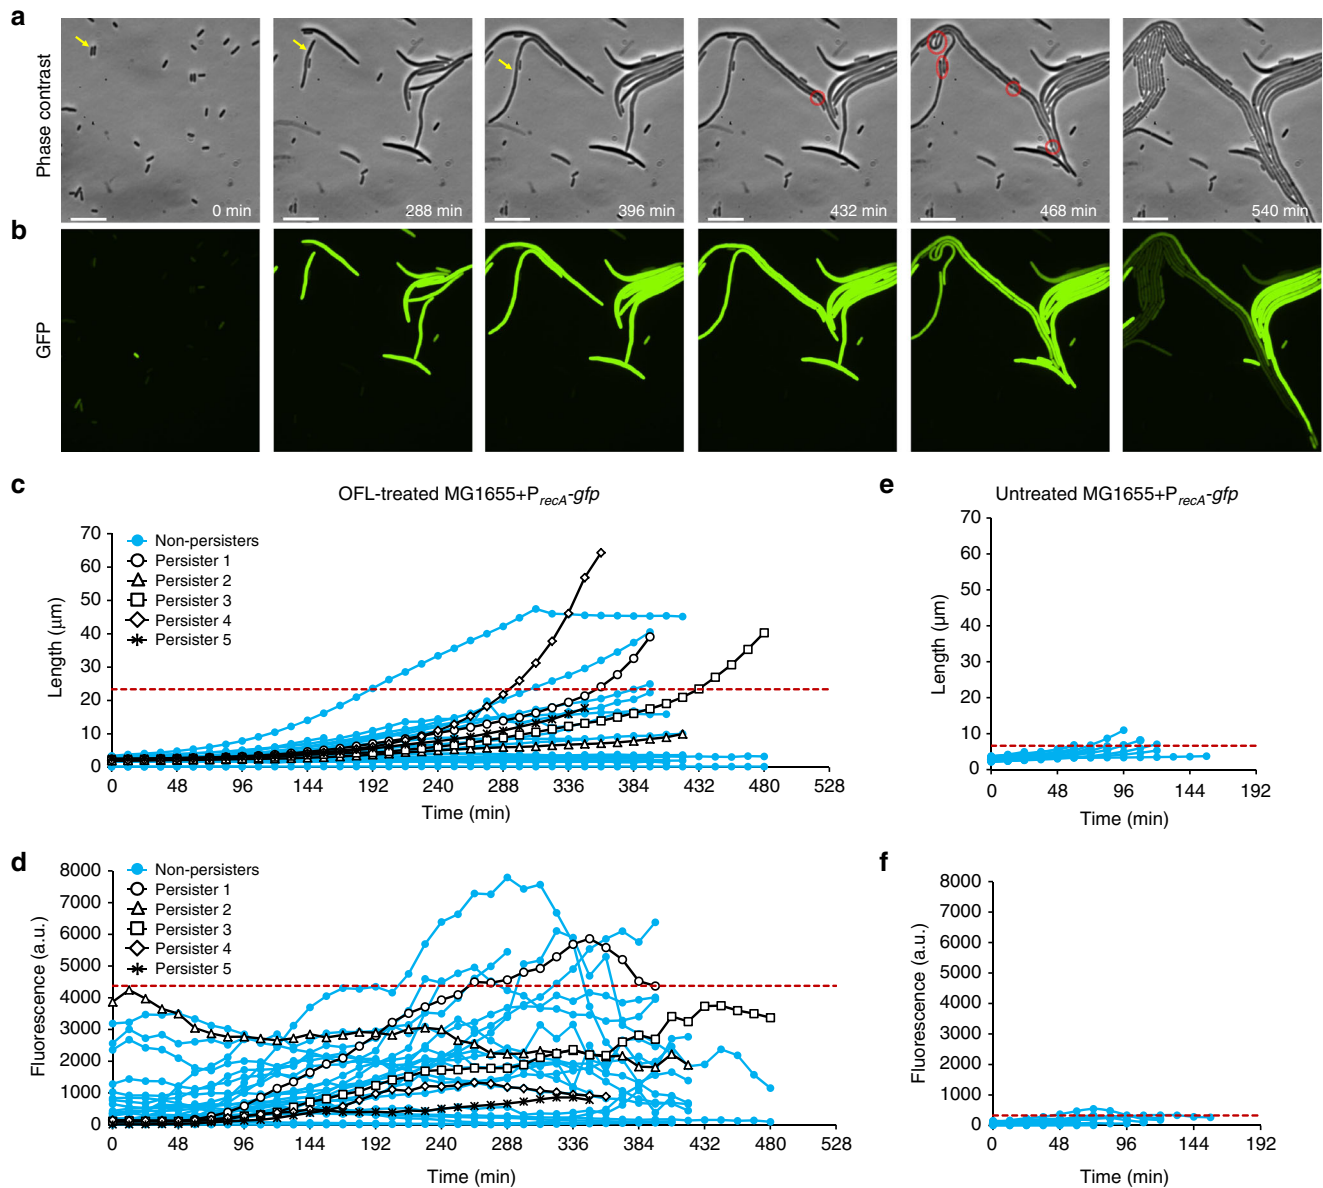 a
Phase contrast
0 min
288 min
396 min
432 min
468 min
540 min
b
GFP
c
OFL-treated MG1655+PrecA-gfp
Length (μm)
70
60
50
40
30
20
10
0
Non-persisters
Persister 1
Persister 2
Persister 3
Persister 4
Persister 5
0 48 96 144 192 240 288 336 384 432 480 528
Time (min)
e
Untreated MG1655+PrecA-gfp
Length (μm)
70
60
50
40
30
20
10
0
0 48 96 144 192
Time (min)
d
Fluorescence (a.u.)
8000
7000
6000
5000
4000
3000
2000
1000
0
Non-persisters
Persister 1
Persister 2
Persister 3
Persister 4
Persister 5
0 48 96 144 192 240 288 336 384 432 480 528
Time (min)
f
Fluorescence (a.u.)
8000
7000
6000
5000
4000
3000
2000
1000
0
0 48 96 144 192
Time (min)